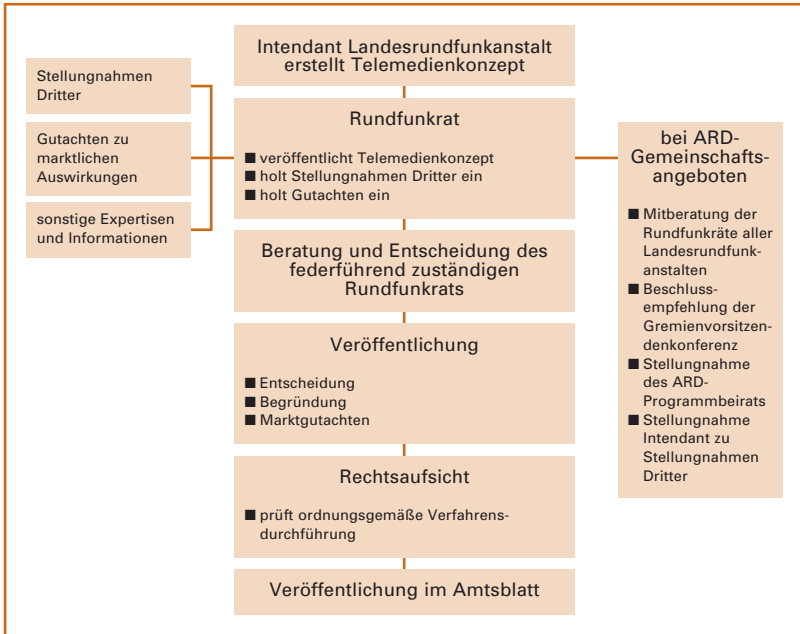 Intendant Landesrundfunkanstalt
erstellt Telemedienkonzept
Stellungnahmen
Dritter
Gutachten zu
marktlichen
Auswirkungen
sonstige Expertisen
und Informationen
Rundfunkrat
■ veröffentlicht Telemedienkonzept
■ holt Stellungnahmen Dritter ein
■ holt Gutachten ein
bei ARD-
Gemeinschafts-
angeboten
■ Mitberatung der
Rundfunkräte aller
Landesrundfunk-
anstalten
■ Beschluss-
empfehlung der
Gremienvorsitzen-
denkonferenz
■ Stellungnahme
des ARD-
Programmbeirats
■ Stellungnahme
Intendant zu
Stellungnahmen
Dritter
Beratung und Entscheidung des
federführend zuständigen
Rundfunkrats
Veröffentlichung
■ Entscheidung
■ Begründung
■ Marktgutachten
Rechtsaufsicht
■ prüft ordnungsgemäße Verfahrens-
durchführung
Veröffentlichung im Amtsblatt